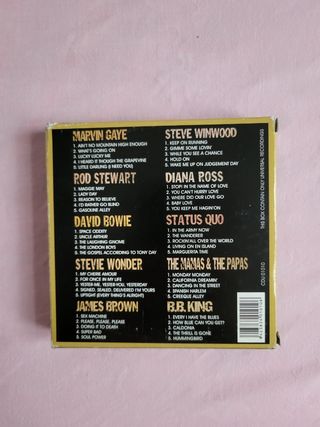 MARVIN GAYE
1. AIN'T NO MOUNTAIN HIGH ENOUGH
2. WHAT'S GOING ON
3. LUCKY LUCKY ME
4. I HEARD IT THOUGH THE GRAPEVINE
5. LITTLE DARLING (I NEED YOU)
ROD STEWART
1. MAGGIE MAY
2. LADY DAY
3. REASON TO BELIEVE
4. I'D RATHER GO BLIND
5. GASOLINE ALLEY
DAVID BOWIE
1. SPACE ODDITY
2. UNCLE ARTHUR
3. THE LAUGHING GNOME
4. THE LONDON BOYS
5. THE GOSPEL ACCORDING TO TONY DAY
STEVIE WONDER
1. MY CHERIE AMOUR
2. FOR ONCE IN MY LIFE
3. YESTER-ME, YESTER-YOU, YESTERDAY
4. SIGNED, SEALED, DELIVERED I'M YOURS
5. UPTIGHT (EVERY THING'S ALRIGHT)
JAMES BROWN
1. SEX MACHINE
2. PLEASE, PLEASE, PLEASE
3. DOING IT TO DEATH
4. SUPER BAD
5. SOUL POWER
STEVE WINWOOD
1. KEEP ON RUNNING
2. GIMME SOME LOVIN'
3. WHILE YOU SEE A CHANCE
4. HOLD ON
5. WAKE ME UP ON JUDGEMENT DAY
DIANA ROSS
1. STOP! IN THE NAME OF LOVE
2. YOU CAN'T HURRY LOVE
3. WHERE DID OUR LOVE GO
4. BABY LOVE
5. YOU KEEP ME HAGIN'ON
STATUS QUO
1. IN THE ARMY NOW
2. THE WANDERER
3. ROCKIN'ALL OVER THE WORLD
4. LIVING ON EN ISLAND
5. MARGUERITA TIME
THE MAMAS & THE PAPAS
1. MONDAY MONDAY
2. CALIFORNIA DREAMIN'
3. DANCING IN THE STREET
4. SPANISH HARLEM
5. CREEQUE ALLEY
B.B. KING
1. EVERY I HAVE THE BLUES
2. HOW BLUE CAN YOU GET?
3. CALDONIA
4. THE THRILL IS GONE
5. HUMMINGBIRD
THIS BOX CONTAIN ONLY UNIVERSAL RECORDINGS